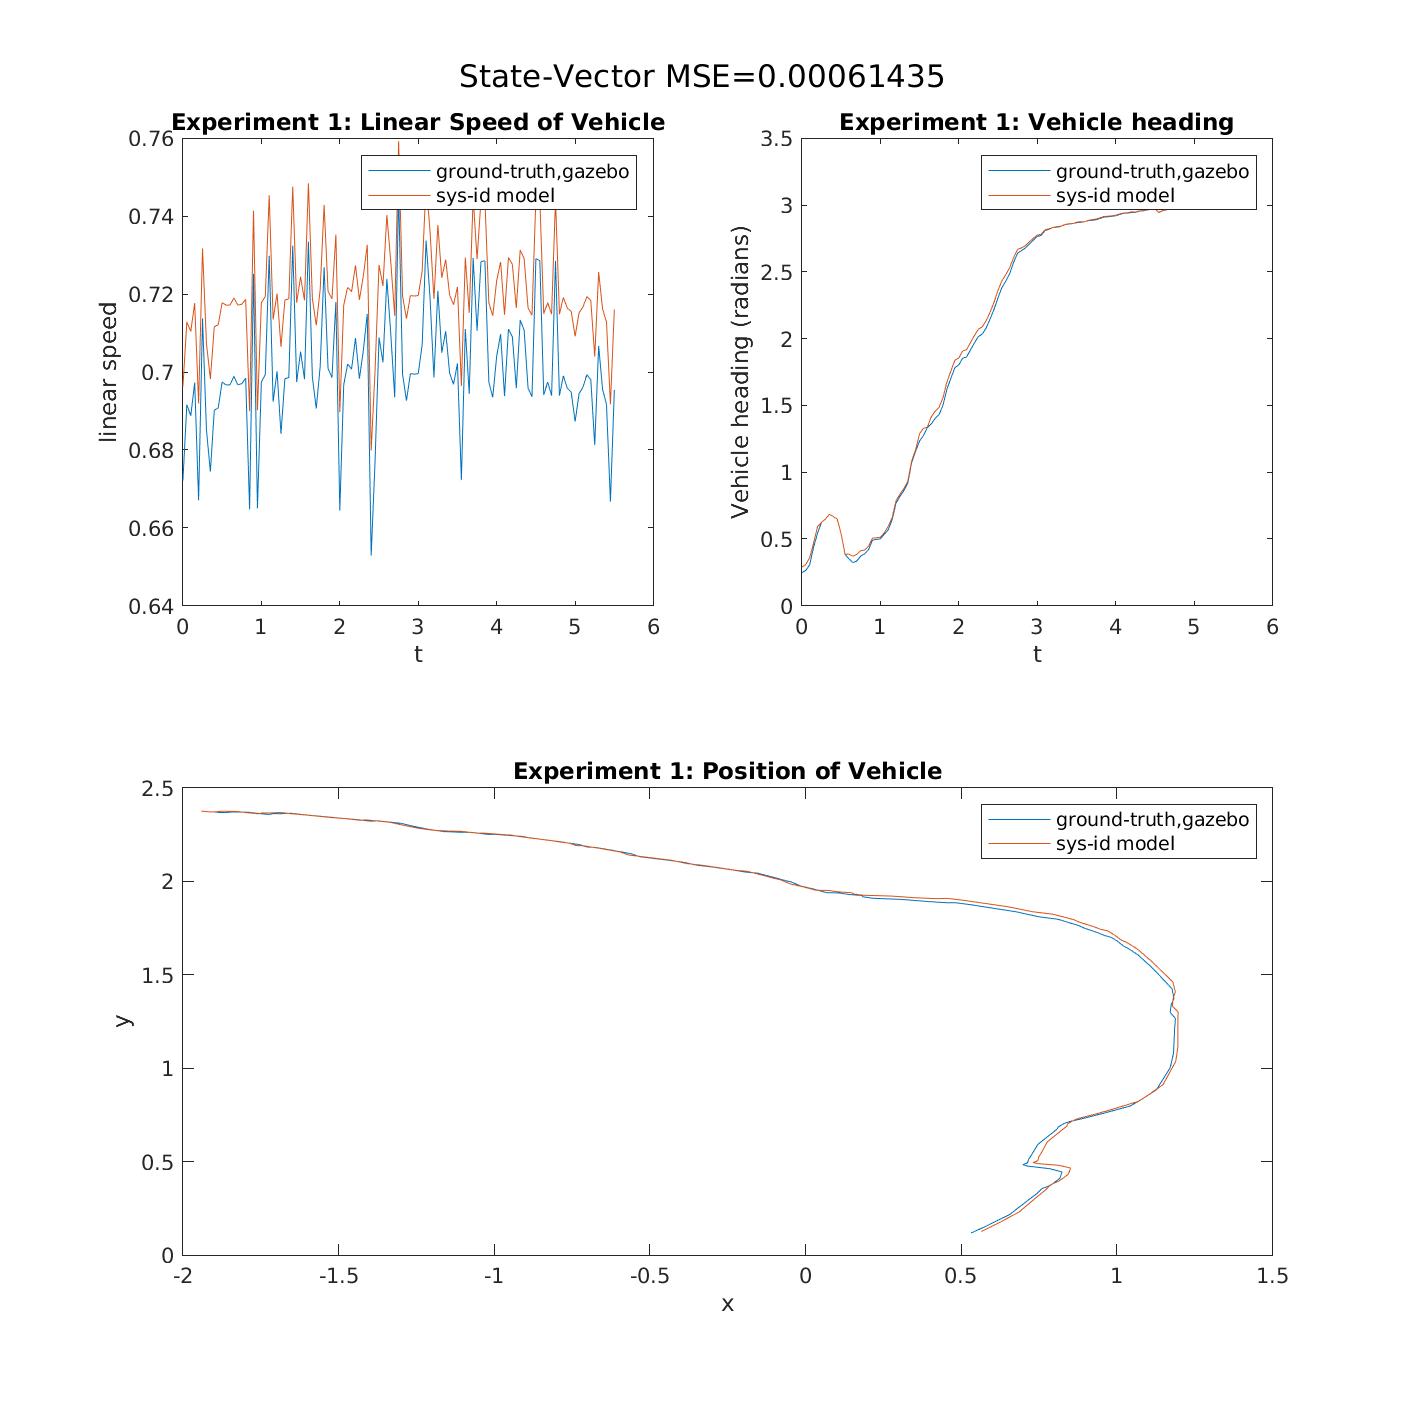 State-Vector MSE=0.00061435
Experiment 1: Linear Speed of Vehicle
0.76
0.74
0.72
0.7
0.68
0.66
0.64
linear speed
0 1 2 3 4 5 6
t
ground-truth,gazebo
sys-id model
Experiment 1: Vehicle heading
3.5
3
2.5
2
1.5
1
0.5
0
Vehicle heading (radians)
0 1 2 3 4 5 6
t
ground-truth,gazebo
sys-id model
Experiment 1: Position of Vehicle
2.5
2
1.5
1
0.5
0
y
-2 -1.5 -1 -0.5 0 0.5 1 1.5
x
ground-truth,gazebo
sys-id model